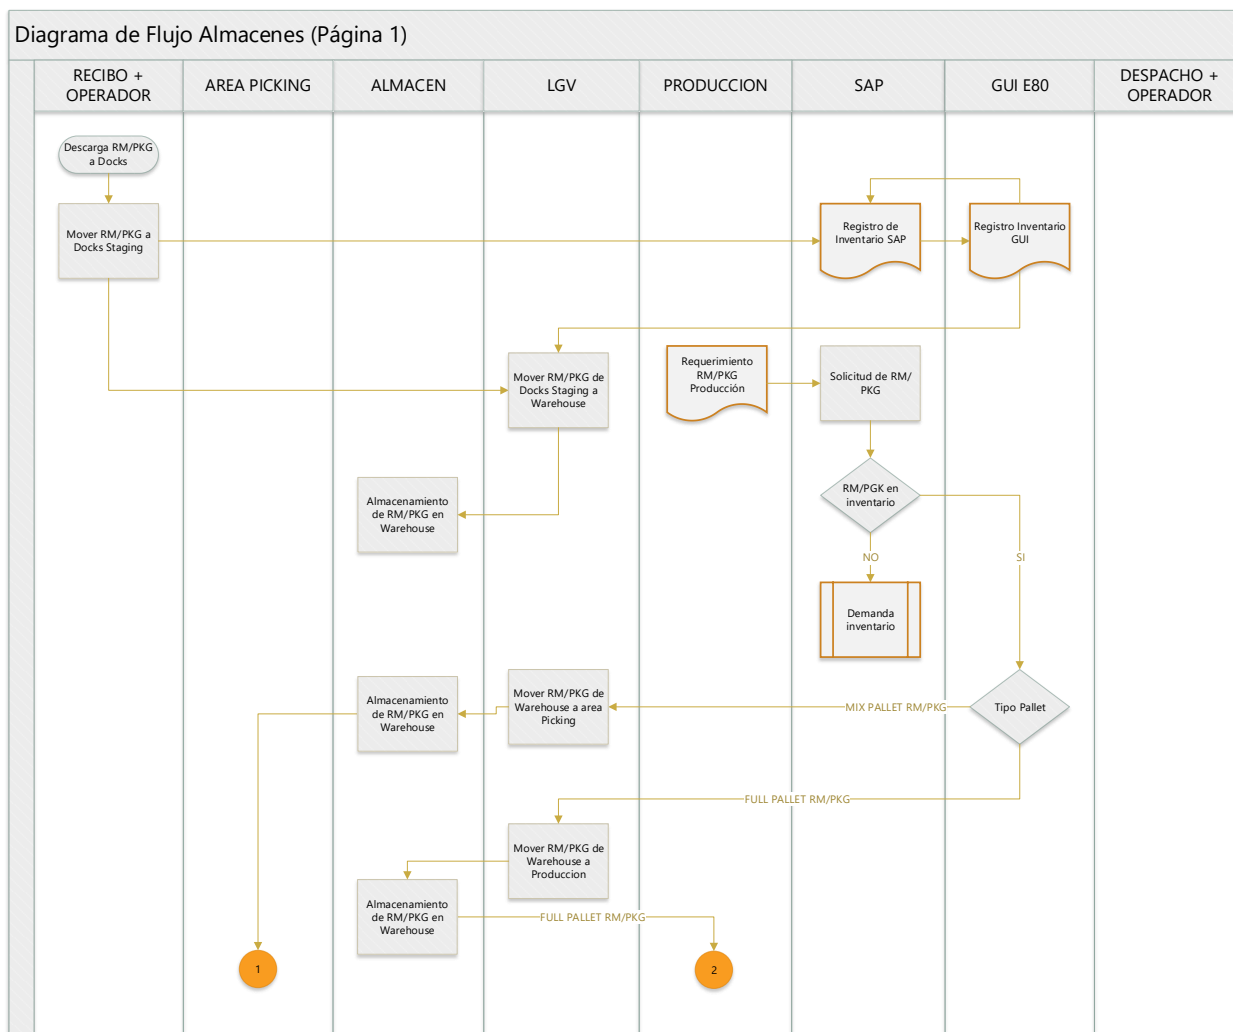 Diagrama de Flujo Almacenes (Página 1)
RECIBO +
OPERADOR
AREA PICKING
ALMACEN
LGV
PRODUCCION
SAP
GUI E80
DESPACHO +
OPERADOR
Descarga RM/PKG
a Docks
Mover RM/PKG a
Docks Staging
Registro de
Inventario SAP
Registro Inventario
GUI
Mover RM/PKG de
Docks Staging a
Warehouse
Requerimiento
RM/PKG
Producción
Solicitud de RM/
PKG
Almacenamiento
de RM/PKG en
Warehouse
RM/PGK en
inventario
NO
SI
Demanda
inventario
Almacenamiento
de RM/PKG en
Warehouse
Mover RM/PKG de
Warehouse a area
Picking
MIX PALLET RM/PKG
Tipo Pallet
FULL PALLET RM/PKG
Mover RM/PKG de
Warehouse a
Produccion
Almacenamiento
de RM/PKG en
Warehouse
FULL PALLET RM/PKG
1
2